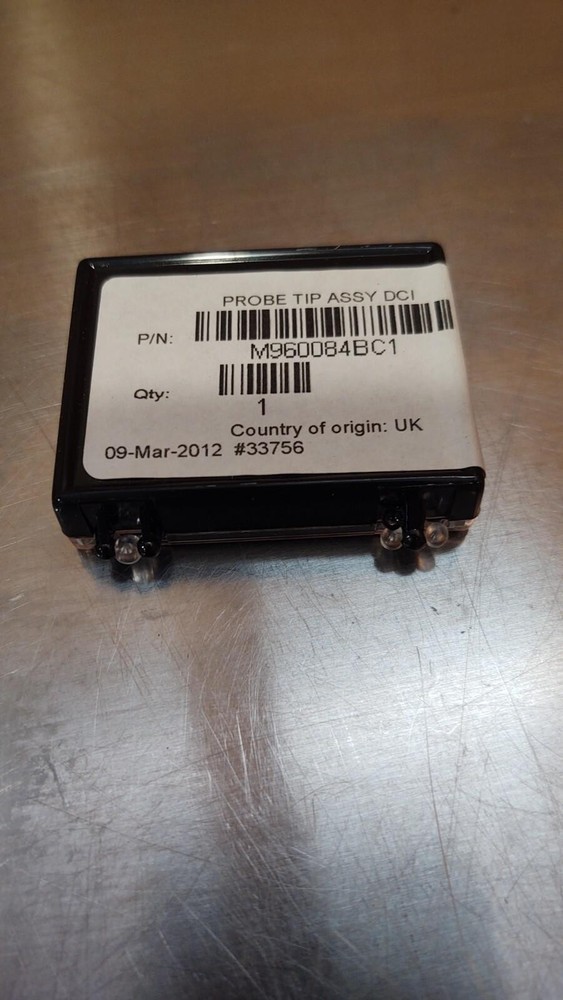 PROBE TIP ASSY DCI
P/N:
M960084BC1
Qty:
1
Country of origin: UK
09-Mar-2012 #33756